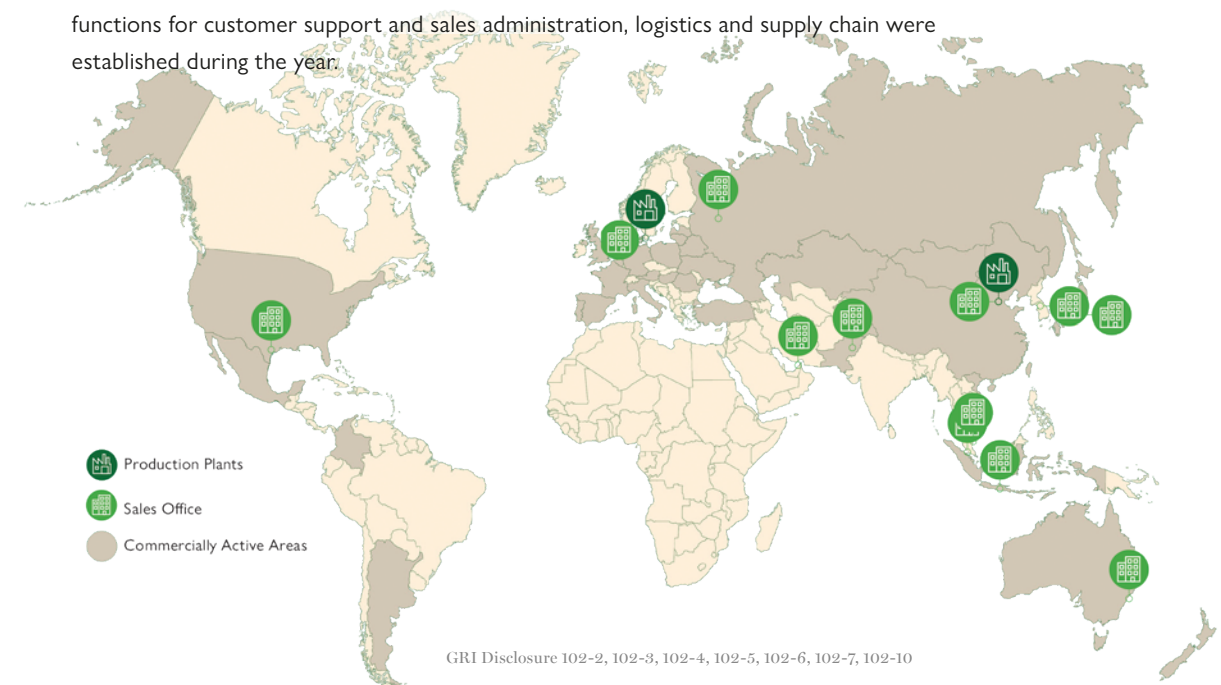 functions for customer support and sales administration, logistics and supply chain were
established during the year.
Production Plants
Sales Office
Commercially Active Areas
GRI Disclosure 102-2, 102-3, 102-4, 102-5, 102-6, 102-7, 102-10